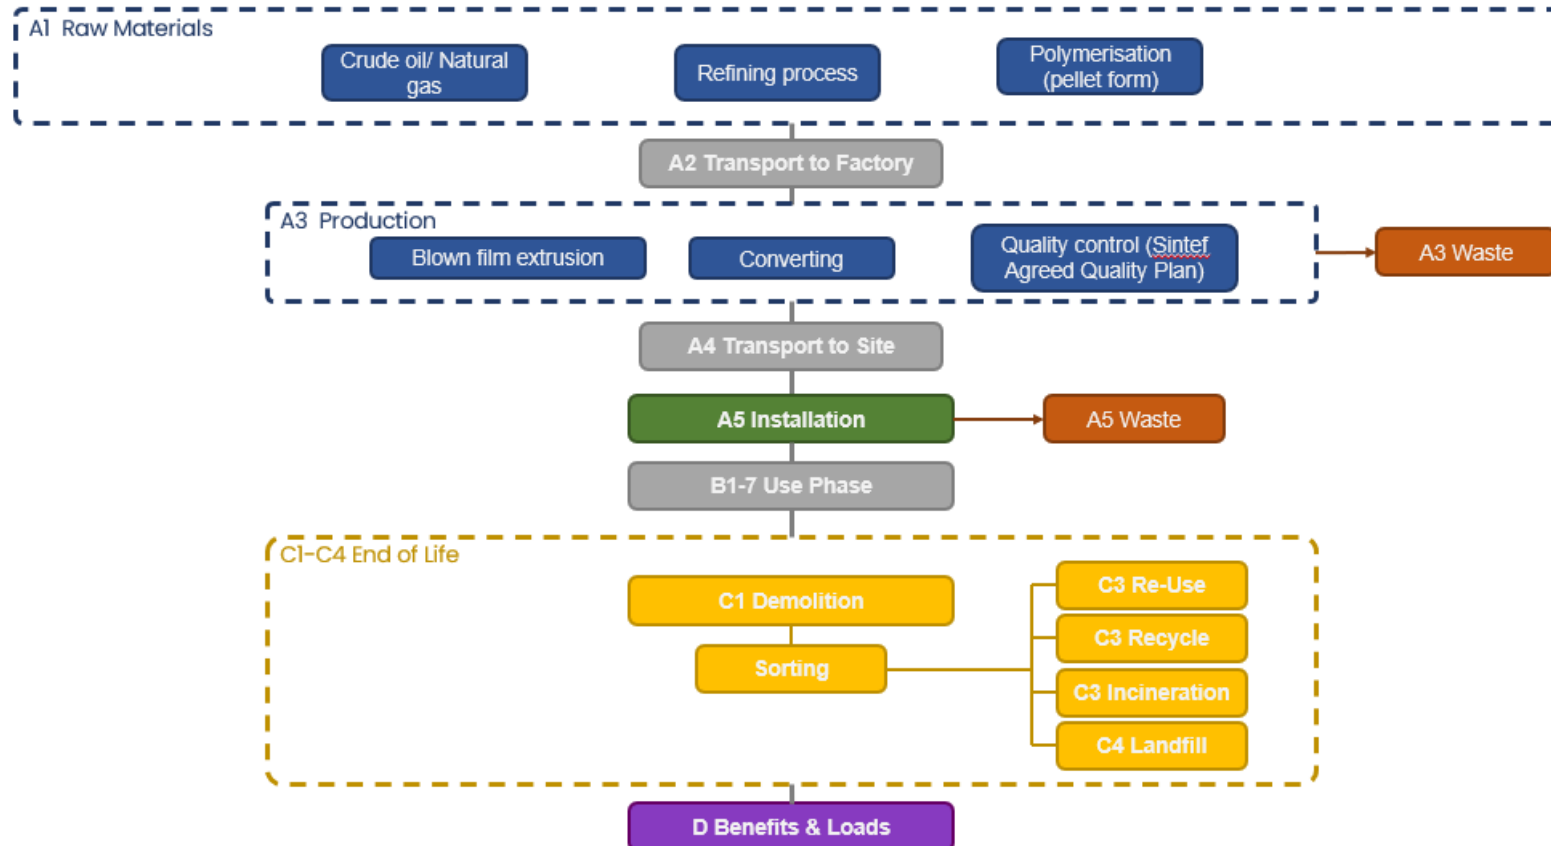 A1 Raw Materials
Crude oil/ Natural
gas
Refining process
Polymerisation
(pellet form)
A2 Transport to Factory
A3 Production
Blown film extrusion
Converting
Quality control (Sintef
Agreed Quality Plan)
A3 Waste
A4 Transport to Site
A5 Installation
A5 Waste
B1-7 Use Phase
C1-C4 End of Life
C1 Demolition
Sorting
C3 Re-Use
C3 Recycle
C3 Incineration
C4 Landfill
D Benefits & Loads